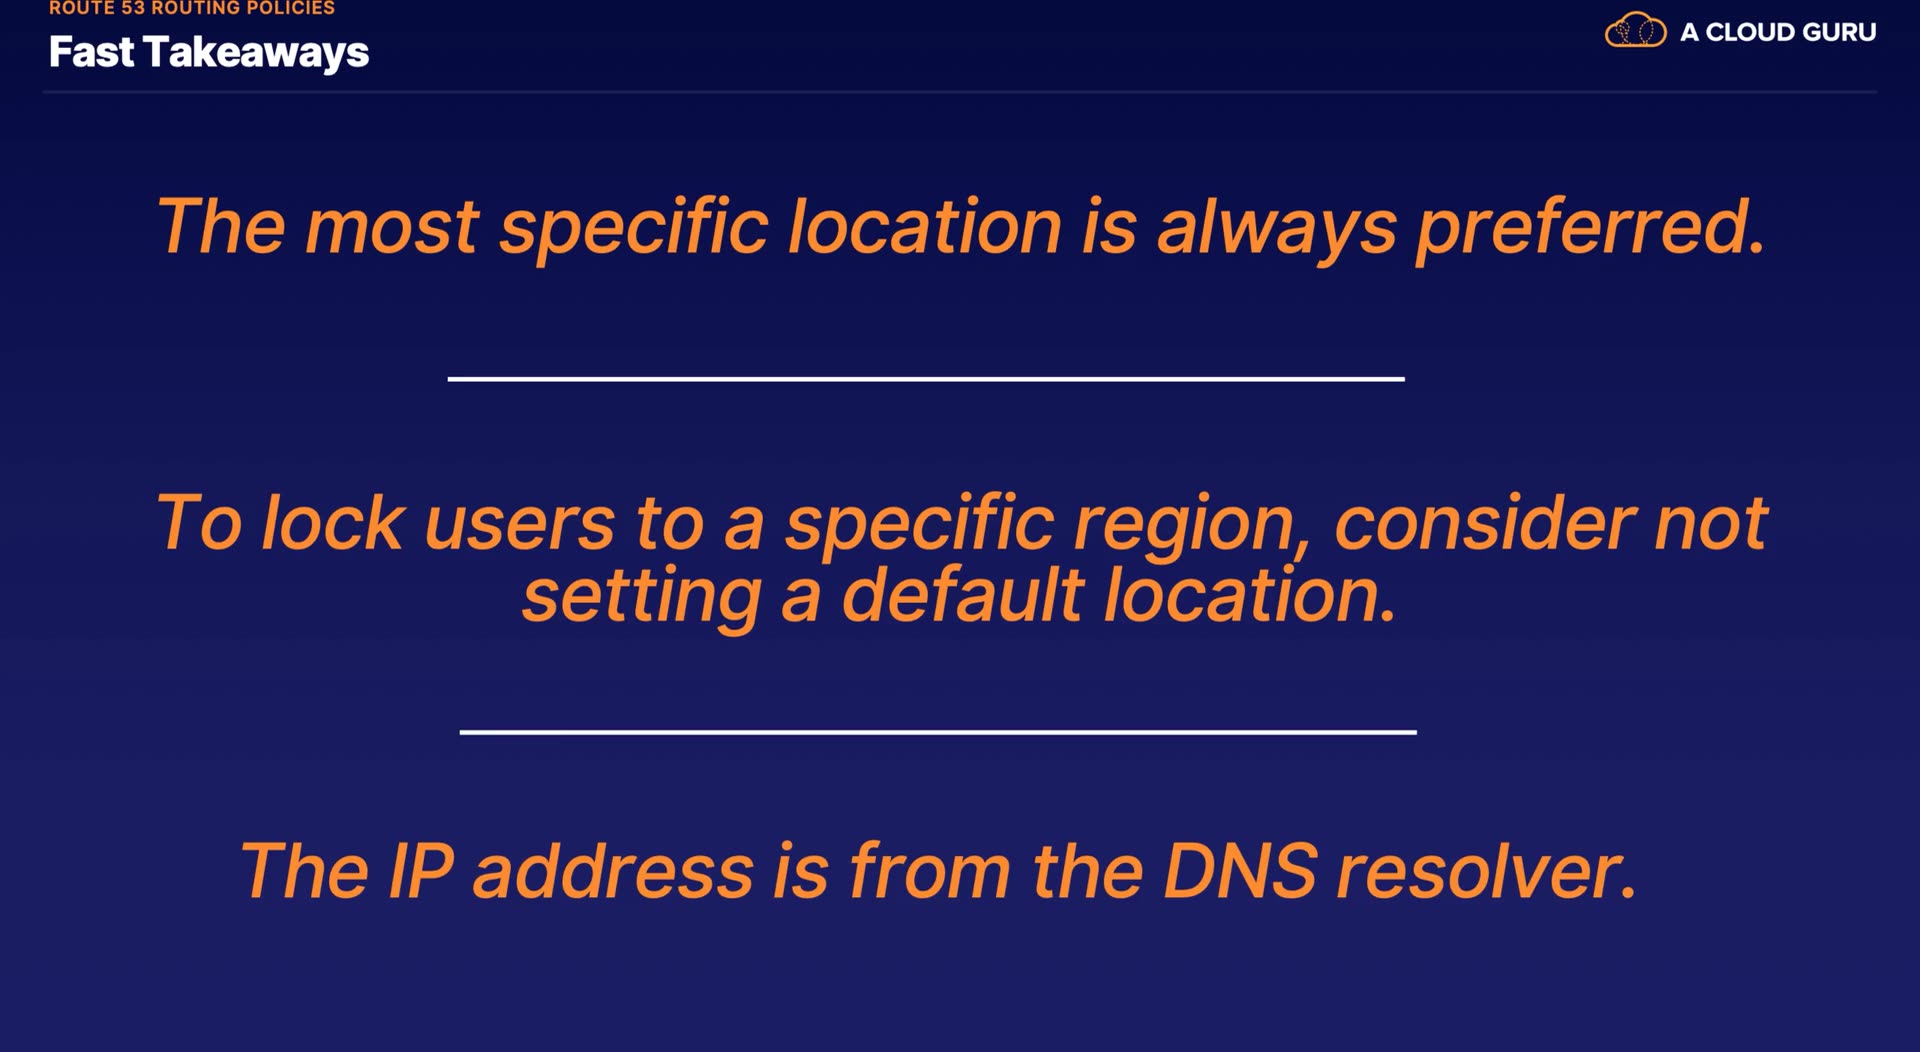 ROUTE 53 ROUTING POLICIES
Fast Takeaways
A CLOUD GURU
The most specific location is always preferred.
To lock users to a specific region, consider not
setting a default location.
The IP address is from the DNS resolver.